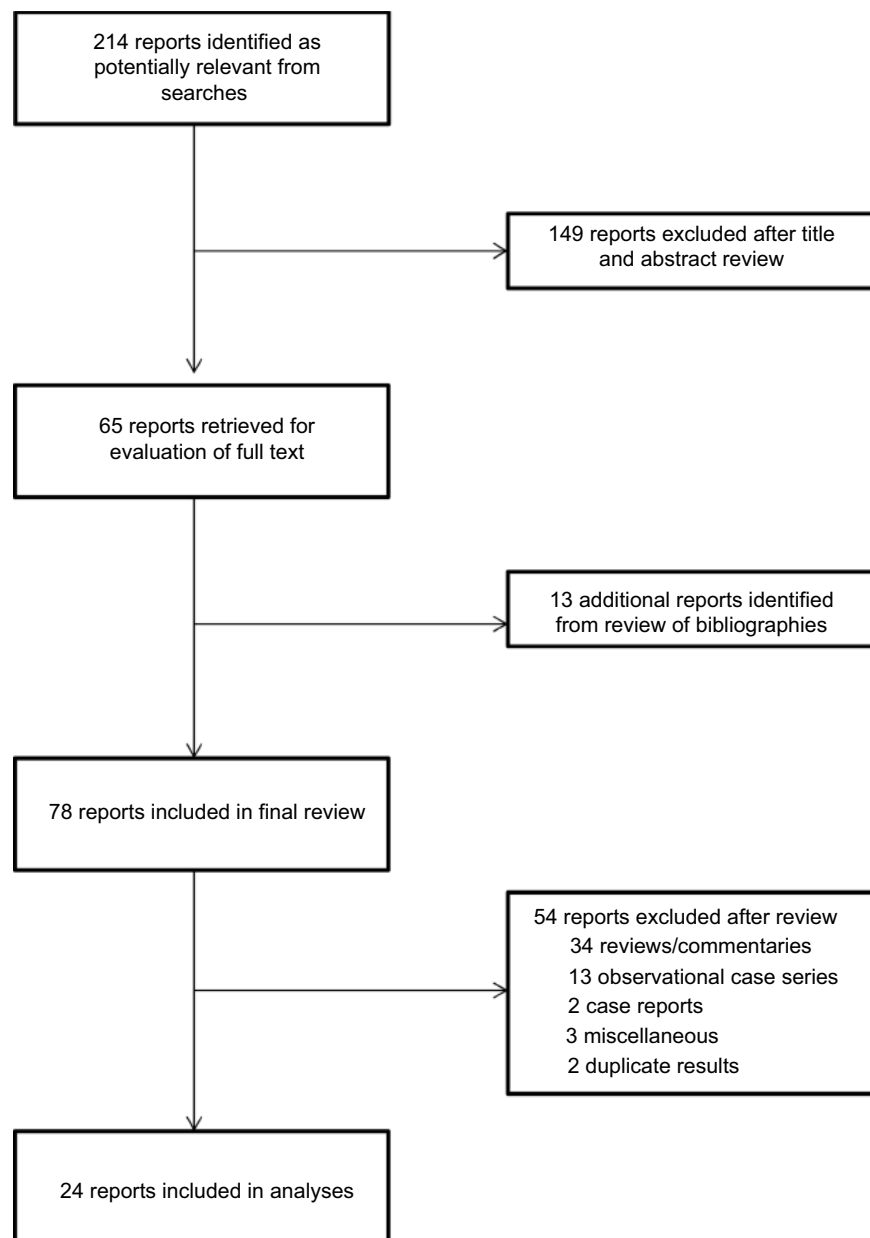 214 reports identified as
potentially relevant from
searches
149 reports excluded after title
and abstract review
65 reports retrieved for
evaluation of full text
13 additional reports identified
from review of bibliographies
78 reports included in final review
54 reports excluded after review
34 reviews/commentaries
13 observational case series
2 case reports
3 miscellaneous
2 duplicate results
24 reports included in analyses